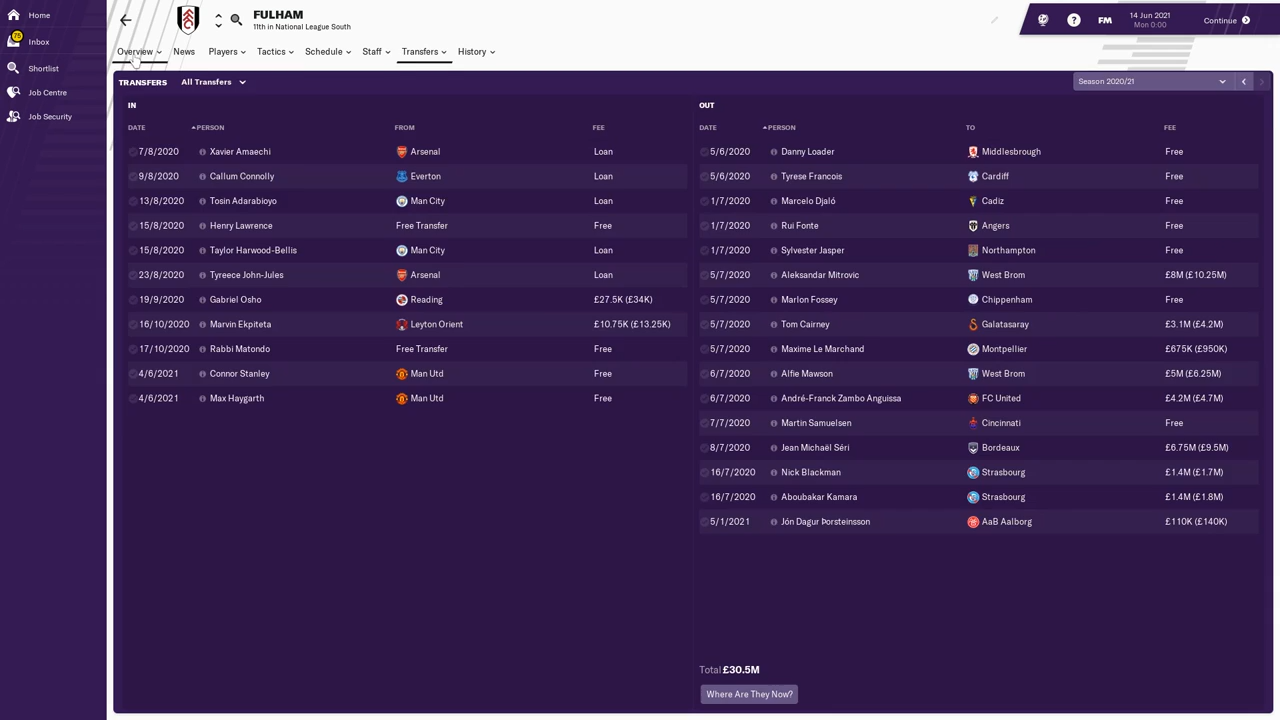 Home
75
Inbox
Shortlist
Job Centre
Job Security
FULHAM
11th in National League South
FM
14 Jun 2021
Mon 0:00
Continue
Overview News Players Tactics Schedule Staff Transfers History
TRANSFERS All Transfers Season 2020/21
IN
DATE PERSON FROM FEE
7/8/2020 Xavier Amaechi Arsenal Loan
9/8/2020 Callum Connolly Everton Loan
13/8/2020 Tosin Adarabioyo Man City Loan
15/8/2020 Henry Lawrence Free Transfer Free
15/8/2020 Taylor Harwood-Bellis Man City Loan
23/8/2020 Tyreece John-Jules Arsenal Loan
19/9/2020 Gabriel Osho Reading £27.5K (£34K)
16/10/2020 Marvin Ekpiteta Leyton Orient £10.75K (£13.25K)
17/10/2020 Rabbi Matondo Free Transfer Free
4/6/2021 Connor Stanley Man Utd Free
4/6/2021 Max Haygarth Man Utd Free
OUT
DATE PERSON TO FEE
5/6/2020 Danny Loader Middlesbrough Free
5/6/2020 Tyrese Francois Cardiff Free
1/7/2020 Marcelo Djaló Cadiz Free
1/7/2020 Rui Fonte Angers Free
1/7/2020 Sylvester Jasper Northampton Free
5/7/2020 Aleksandar Mitrovic West Brom £8M (£10.25M)
5/7/2020 Marlon Fossey Chippenham Free
5/7/2020 Tom Cairney Galatasaray £3.1M (£4.2M)
5/7/2020 Maxime Le Marchand Montpellier £675K (£950K)
6/7/2020 Alfie Mawson West Brom £5M (£6.25M)
6/7/2020 André-Franck Zambo Anguissa FC United £4.2M (£4.7M)
7/7/2020 Martin Samuelsen Cincinnati Free
8/7/2020 Jean Michaël Séri Bordeaux £6.75M (£9.5M)
16/7/2020 Nick Blackman Strasbourg £1.4M (£1.7M)
16/7/2020 Aboubakar Kamara Strasbourg £1.4M (£1.8M)
5/1/2021 Jón Dagur Þorsteinsson AaB Aalborg £110K (£140K)
Total £30.5M
Where Are They Now?